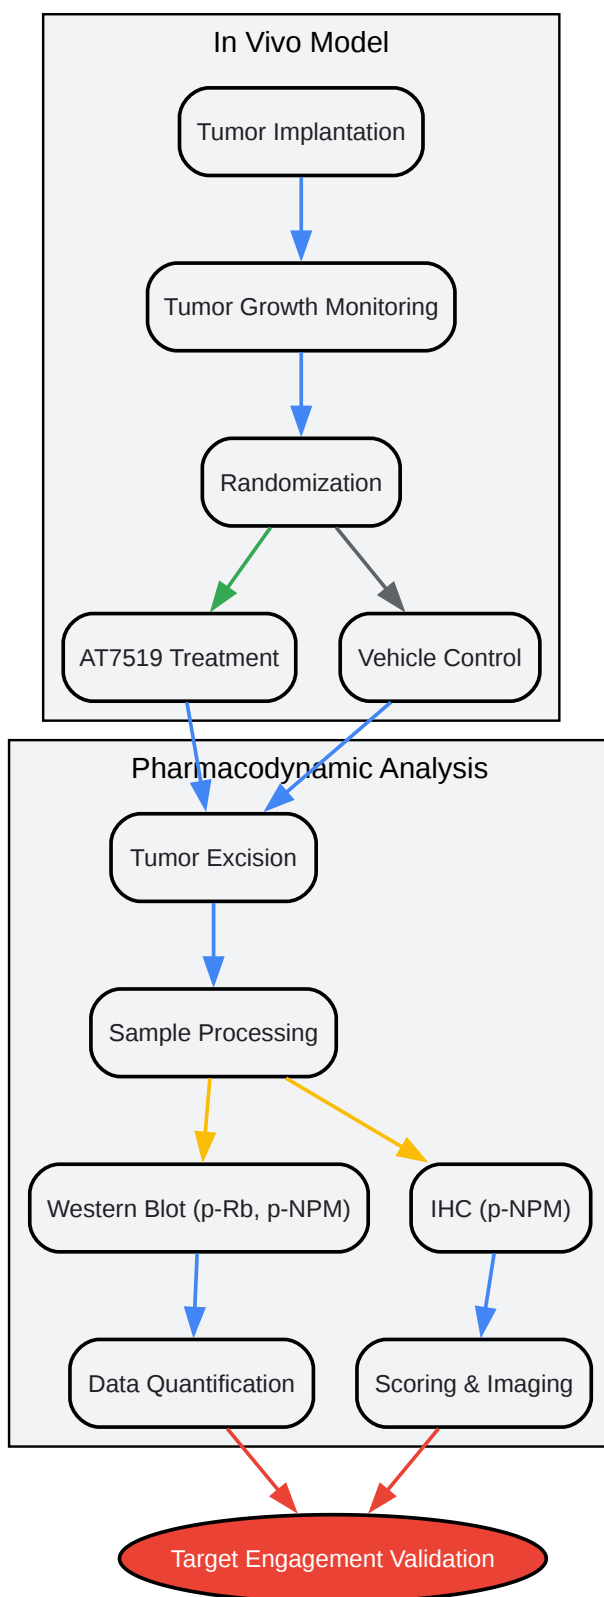 In Vivo Model
Tumor Implantation
Tumor Growth Monitoring
Randomization
AT7519 Treatment
Vehicle Control
Pharmacodynamic Analysis
Tumor Excision
Sample Processing
Western Blot (p-Rb, p-NPM)
IHC (p-NPM)
Data Quantification
Scoring & Imaging
Target Engagement Validation